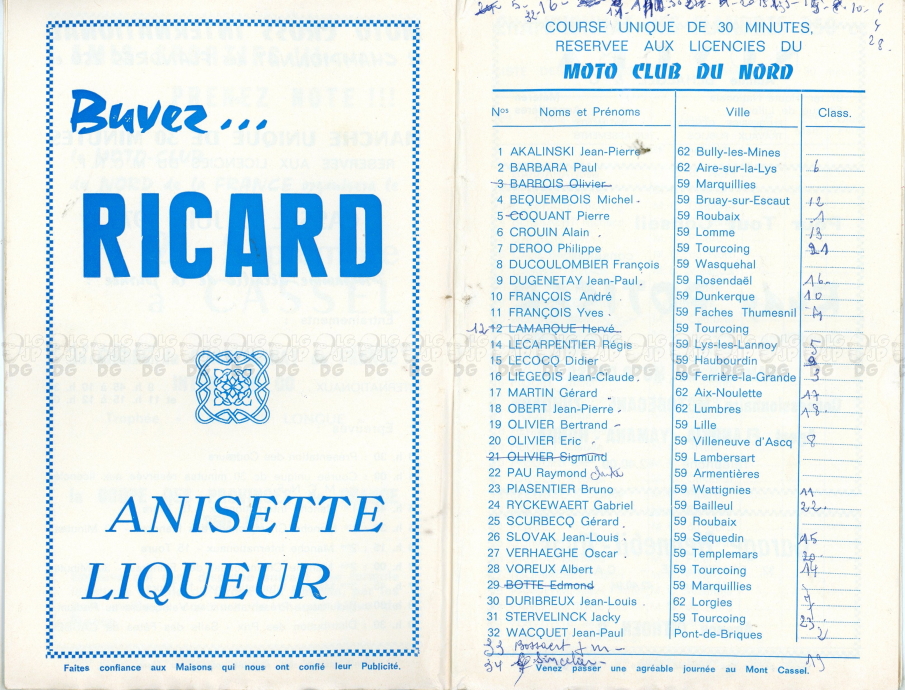 Buvez...
RICARD
ANISETTE
LIQUEUR
Faites confiance aux Maisons qui nous ont confié leur Publicité.
COURSE UNIQUE DE 30 MINUTES,
RESERVEE AUX LICENCIES DU
MOTO CLUB DU NORD
Nos Noms et Prénoms Ville Class.
1 AKALINSKI Jean-Pierre 62 Bully-les-Mines
2 BARBARA Paul 62 Aire-sur-la-Lys 6
3 BARROIS Olivier 59 Marquillies
4 BEQUEMBOIS Michel 59 Bruay-sur-Escaut 12
5 COQUANT Pierre 59 Roubaix 1
6 CROUIN Alain 59 Lomme 13
7 DEROO Philippe 59 Tourcoing 21
8 DUCOULOMBIER François 59 Wasquehal
9 DUGENETAY Jean-Paul 59 Rosendaël 16
10 FRANÇOIS André 59 Dunkerque 10
11 FRANÇOIS Yves 59 Faches Thumesnil
12 12 LAMARQUE Hervé 59 Tourcoing
14 LECARPENTIER Régis 59 Lys-les-Lannoy 5
15 LECOCQ Didier 59 Haubourdin
16 LIEGEOIS Jean-Claude 59 Ferrière-la-Grande 3
17 MARTIN Gérard 62 Aix-Noulette 17
18 OBERT Jean-Pierre 62 Lumbres 18
19 OLIVIER Bertrand 59 Lille
20 OLIVIER Eric 59 Villeneuve d'Ascq 8
21 OLIVIER Sigmund 59 Lambersart
22 PAU Raymond 59 Armentières
23 PIASENTIER Bruno 59 Wattignies 11
24 RYCKEWAERT Gabriel 59 Bailleul 22
25 SCURBECQ Gérard 59 Roubaix
26 SLOVAK Jean-Louis 59 Sequedin 15
27 VERHAEGHE Oscar 59 Templemars 20
28 VOREUX Albert 59 Tourcoing 14
29 BOTTE Edmond 59 Marquillies
30 DURIBREUX Jean-Louis 62 Lorgies 7
31 STERVELINCK Jacky 59 Tourcoing 23
32 WACQUET Jean-Paul Pont-de-Briques 2
33 Bossaert J M
34 19
Venez passer une agréable journée au Mont Cassel.